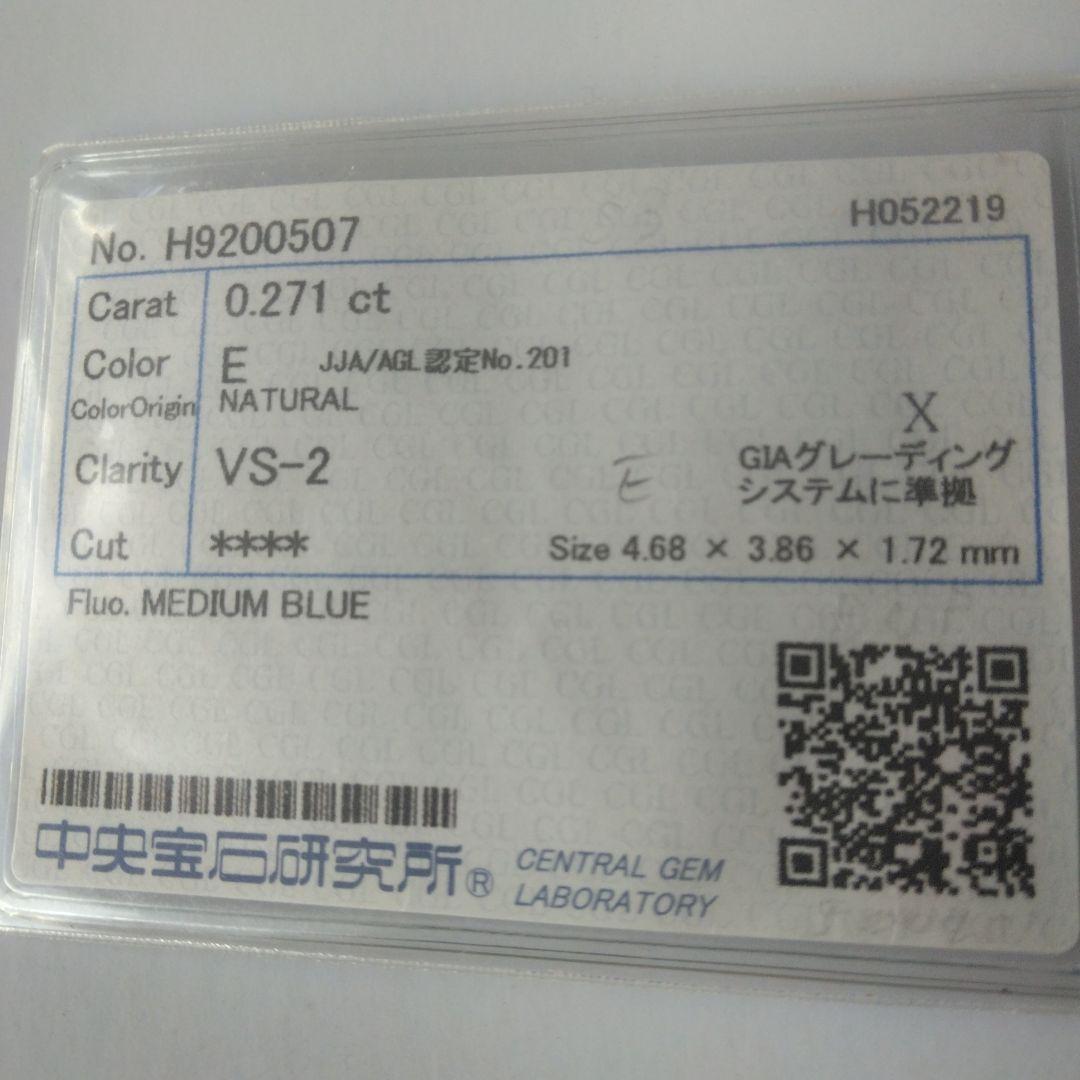 No. H9200507 H052219
Carat 0.271 ct
Color E JJA/AGL認定No.201
ColorOrigin NATURAL
X
Clarity VS-2 E GIAグレーディング
システムに準拠
Cut **** Size 4.68 × 3.86 × 1.72 mm
Fluo. MEDIUM BLUE
中央宝石研究所® CENTRAL GEM
LABORATORY